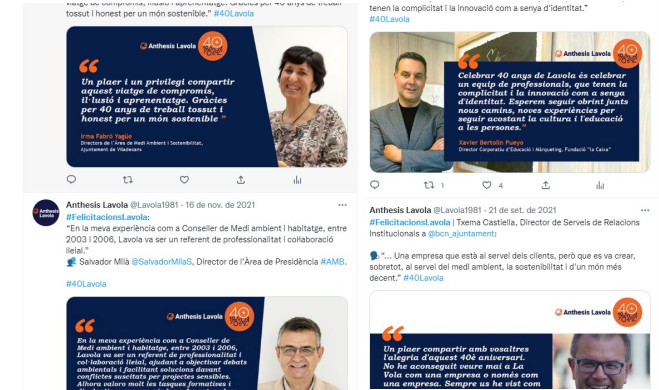 viatge de compromís, il·lusió i aprenentatge. Gràcies per 40 anys de treball
tossut i honest per un món sostenible." #40Lavola
Anthesis Lavola
40
Un plaer i un privilegi compartir
aquest viatge de compromís,
il·lusió i aprenentatge. Gràcies
per 40 anys de treball tossut i
honest per un món sostenible "
Irma Fabró Yagüe
Directora de l'Àrea de Medi Ambient i Sostenibilitat,
Ajuntament de Viladevans
Anthesis Lavola @Lavola1981 - 16 de nov. de 2021
#FelicitacionsLavola:
"En la meva experiència com a Conseller de Medi ambient i habitatge, entre
2003 i 2006, Lavola va ser un referent de professionalitat i col·laboració
lleial."
Salvador Milà @SalvadorMilaS, Director de l'Àrea de Presidència #AMB.
#40Lavola
Anthesis Lavola
40
En la meva experiència com a Conseller de
Medi ambient i habitatge, entre 2003 i 2006,
Lavola va ser un referent de professionalitat i
col·laboració lleial, ajudant a objectivar debats
ambientals i facilitant solucions davant
conflictes suscitats per projectes sensibles.
Alhora valoro molt les tasques formatives i
tenen la complicitat i la innovació com a senya d'identitat."
#40Lavola
Anthesis Lavola
40
Celebrar 40 anys de Lavola és celebrar
un equip de professionals, que tenen la
complicitat i la innovació com a senya
d'identitat. Esperem seguir obrint junts
nous camins, noves experiències per
seguir acostant la cultura i l'educació
a les persones."
Xavier Bertolín Pueyo
Director Corporatiu d'Educació i Màrqueting, Fundació "la Caixa"
1
4
Anthesis Lavola @Lavola1981 - 21 de set. de 2021
#FelicitacionsLavola | Txema Castiella, Director de Serveis de Relacions
Institucionals a @bcn_ajuntament:
"... Una empresa que està al servei dels clients, però que es va crear,
sobretot, al servei del medi ambient, la sostenibilitat i d'un món més
decent." #40Lavola
Anthesis Lavola
40
Un plaer compartir amb vosaltres
l'alegria d'aquest 40è aniversari.
No he aconseguit veure mai a La
Vola com una empresa o només com
una empresa. Sempre us he vist com